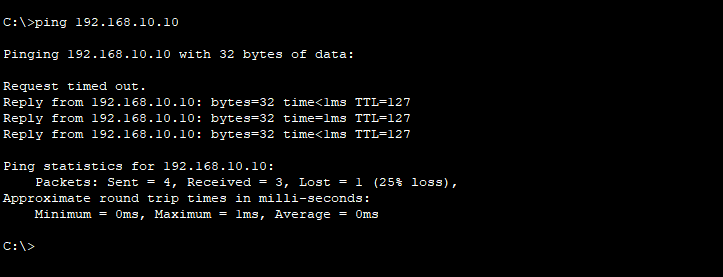 C:\>ping 192.168.10.10
Pinging 192.168.10.10 with 32 bytes of data:
Request timed out.
Reply from 192.168.10.10: bytes=32 time<1ms TTL=127
Reply from 192.168.10.10: bytes=32 time=1ms TTL=127
Reply from 192.168.10.10: bytes=32 time<1ms TTL=127
Ping statistics for 192.168.10.10:
    Packets: Sent = 4, Received = 3, Lost = 1 (25% loss),
Approximate round trip times in milli-seconds:
    Minimum = 0ms, Maximum = 1ms, Average = 0ms
C:\>